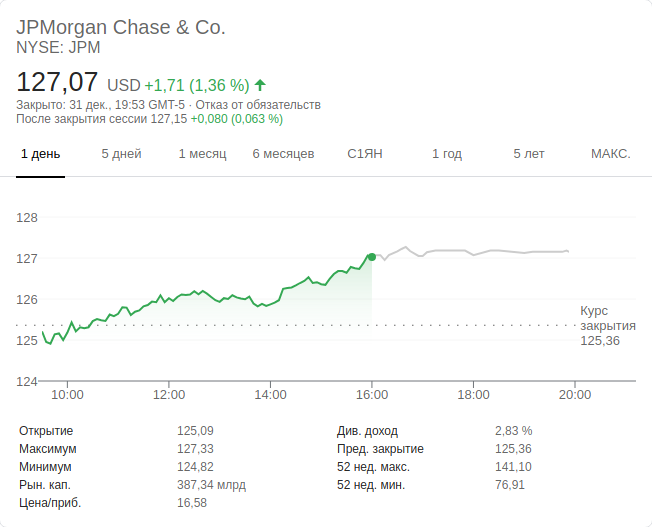 JPMorgan Chase & Co.
NYSE: JPM
127,07 USD +1,71 (1,36 %)
Закрыто: 31 дек., 19:53 GMT-5 · Отказ от обязательств
После закрытия сессии 127,15 +0,080 (0,063 %)
1 день 5 дней 1 месяц 6 месяцев С1ЯН 1 год 5 лет МАКС.
128
127
126
Курс
закрытия
125,36
125
124
10:00 12:00 14:00 16:00 18:00 20:00
Открытие 125,09 Див. доход 2,83 %
Максимум 127,33 Пред. закрытие 125,36
Минимум 124,82 52 нед. макс. 141,10
Рын. кап. 387,34 млрд 52 нед. мин. 76,91
Цена/приб. 16,58